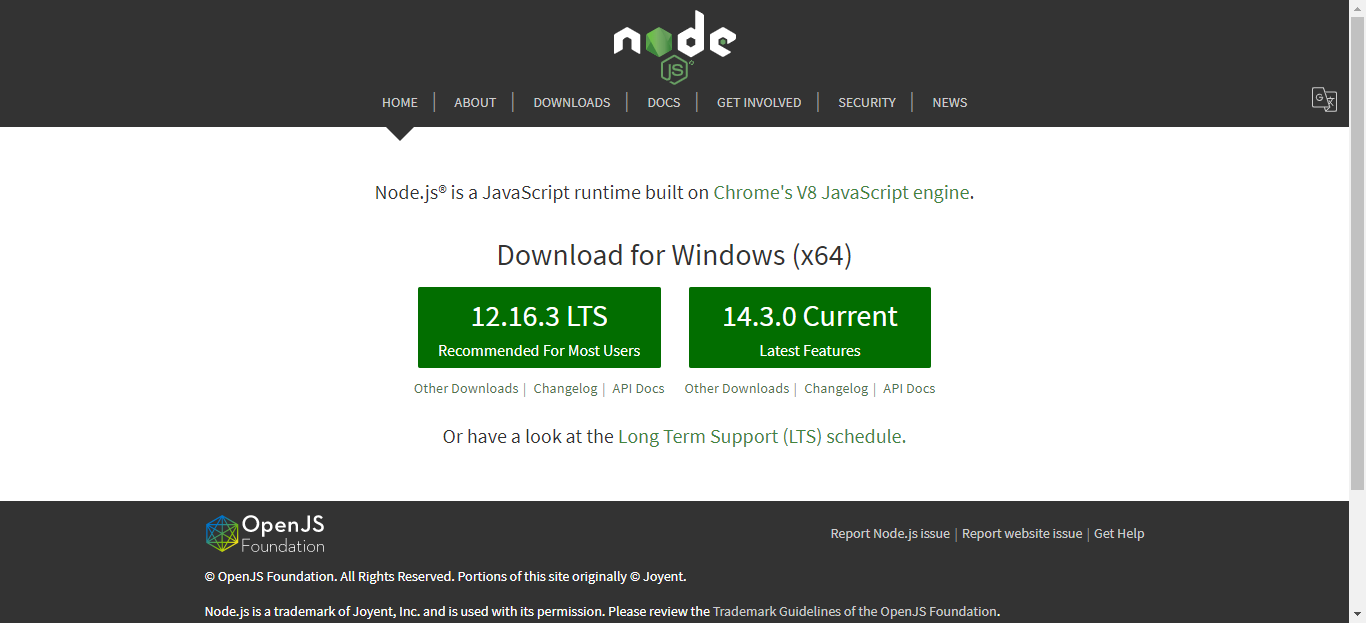 node
JS
HOME | ABOUT | DOWNLOADS | DOCS | GET INVOLVED | SECURITY | NEWS
Node.js® is a JavaScript runtime built on Chrome's V8 JavaScript engine.
Download for Windows (x64)
12.16.3 LTS
Recommended For Most Users
Other Downloads | Changelog | API Docs
14.3.0 Current
Latest Features
Other Downloads | Changelog | API Docs
Or have a look at the Long Term Support (LTS) schedule.
OpenJS
Foundation
Report Node.js issue | Report website issue | Get Help
© OpenJS Foundation. All Rights Reserved. Portions of this site originally © Joyent.
Node.js is a trademark of Joyent, Inc. and is used with its permission. Please review the Trademark Guidelines of the OpenJS Foundation.